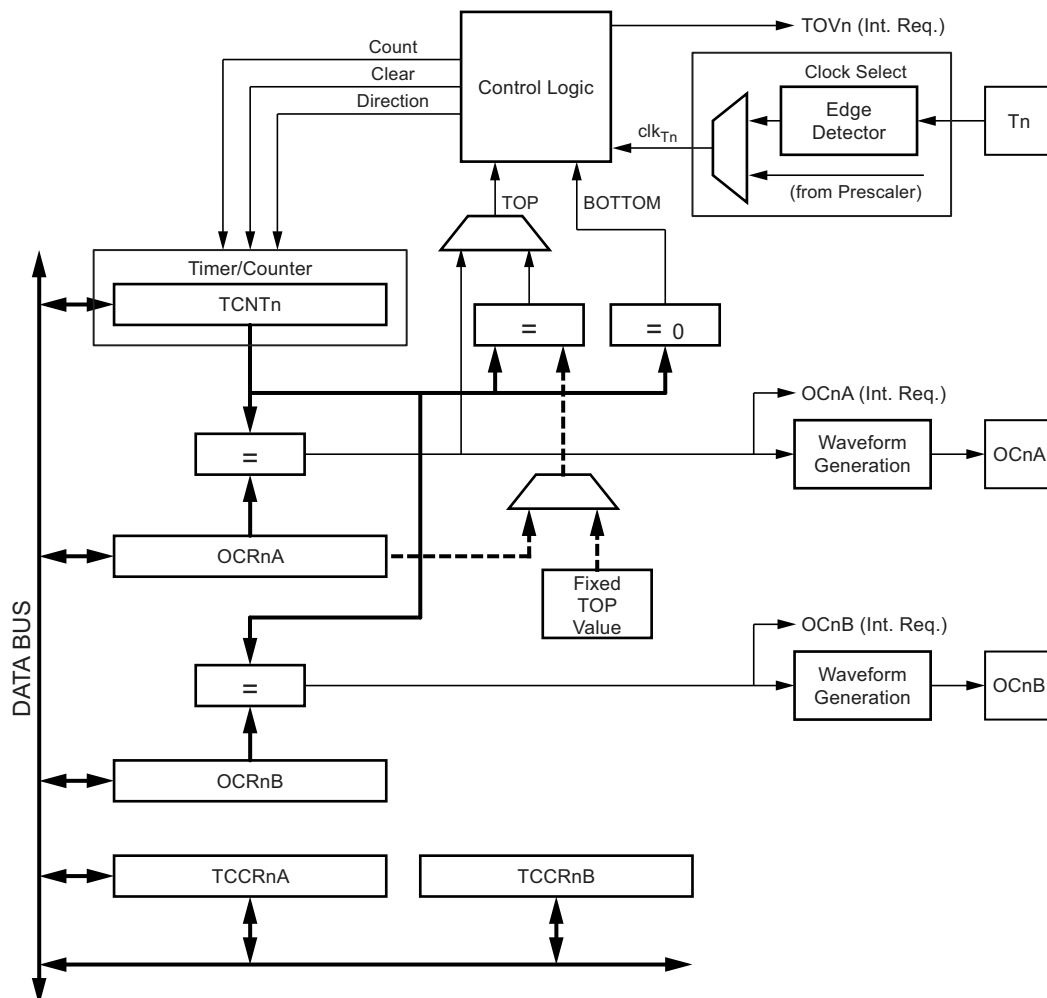 TOVn (Int. Req.)
Count
Clear
Direction
Control Logic
Clock Select
Edge
Detector
Tn
clkTn
(from Prescaler)
TOP
BOTTOM
Timer/Counter
TCNTn
=
= 0
OCnA (Int. Req.)
=
Waveform
Generation
OCnA
OCRnA
Fixed
TOP
Value
OCnB (Int. Req.)
=
Waveform
Generation
OCnB
DATA BUS
OCRnB
TCCRnA
TCCRnB